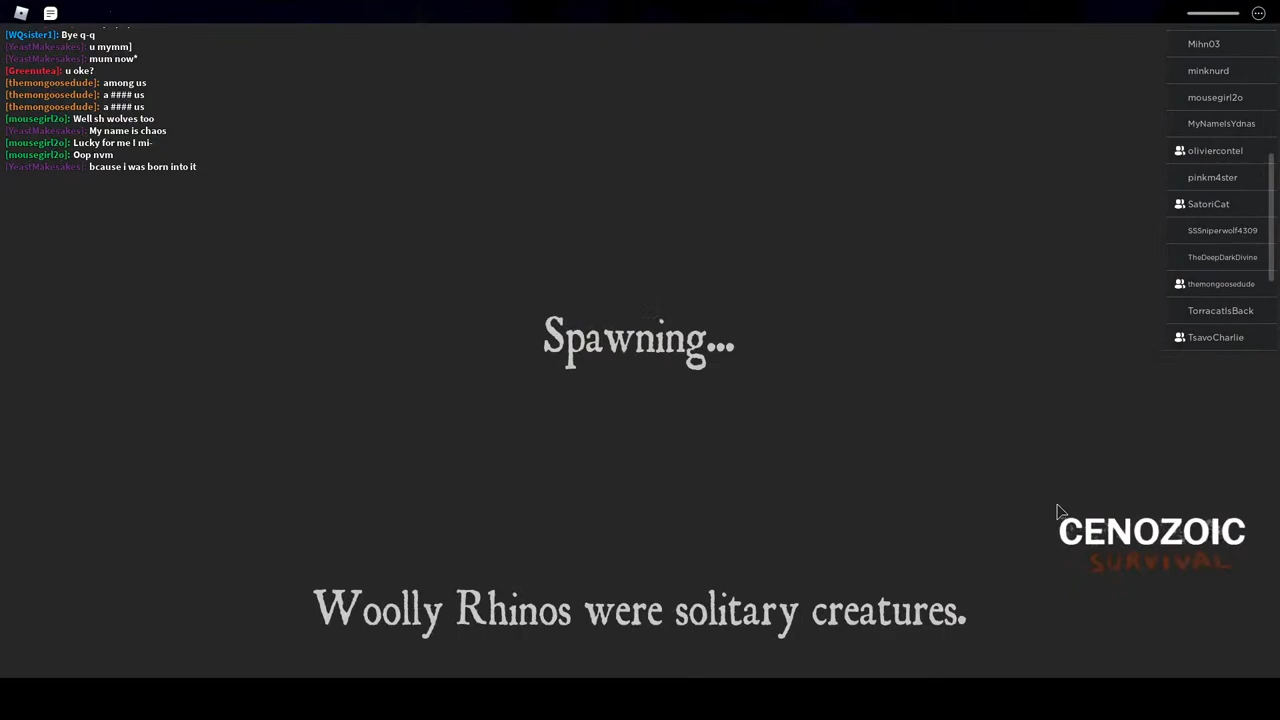 [WQsister1]: Bye q-q
[YeastMakesakes]: u mymm]
[YeastMakesakes]: mum now*
[Greenutea]: u oke?
[themongoosedude]: among us
[themongoosedude]: a #### us
[themongoosedude]: a #### us
[mousegirl2o]: Well sh wolves too
[YeastMakesakes]: My name is chaos
[mousegirl2o]: Lucky for me I mi-
[mousegirl2o]: Oop nvm
[YeastMakesakes]: bcause i was born into it
Mihn03
minknurd
mousegirl2o
MyNameIsYdnas
oliviercontel
pinkm4ster
SatoriCat
SSSniperwolf4309
TheDeepDarkDivine
themongoosedude
TorracatIsBack
TsavoCharlie
Spawning...
CENOZOIC
SURVIVAL
Woolly Rhinos were solitary creatures.